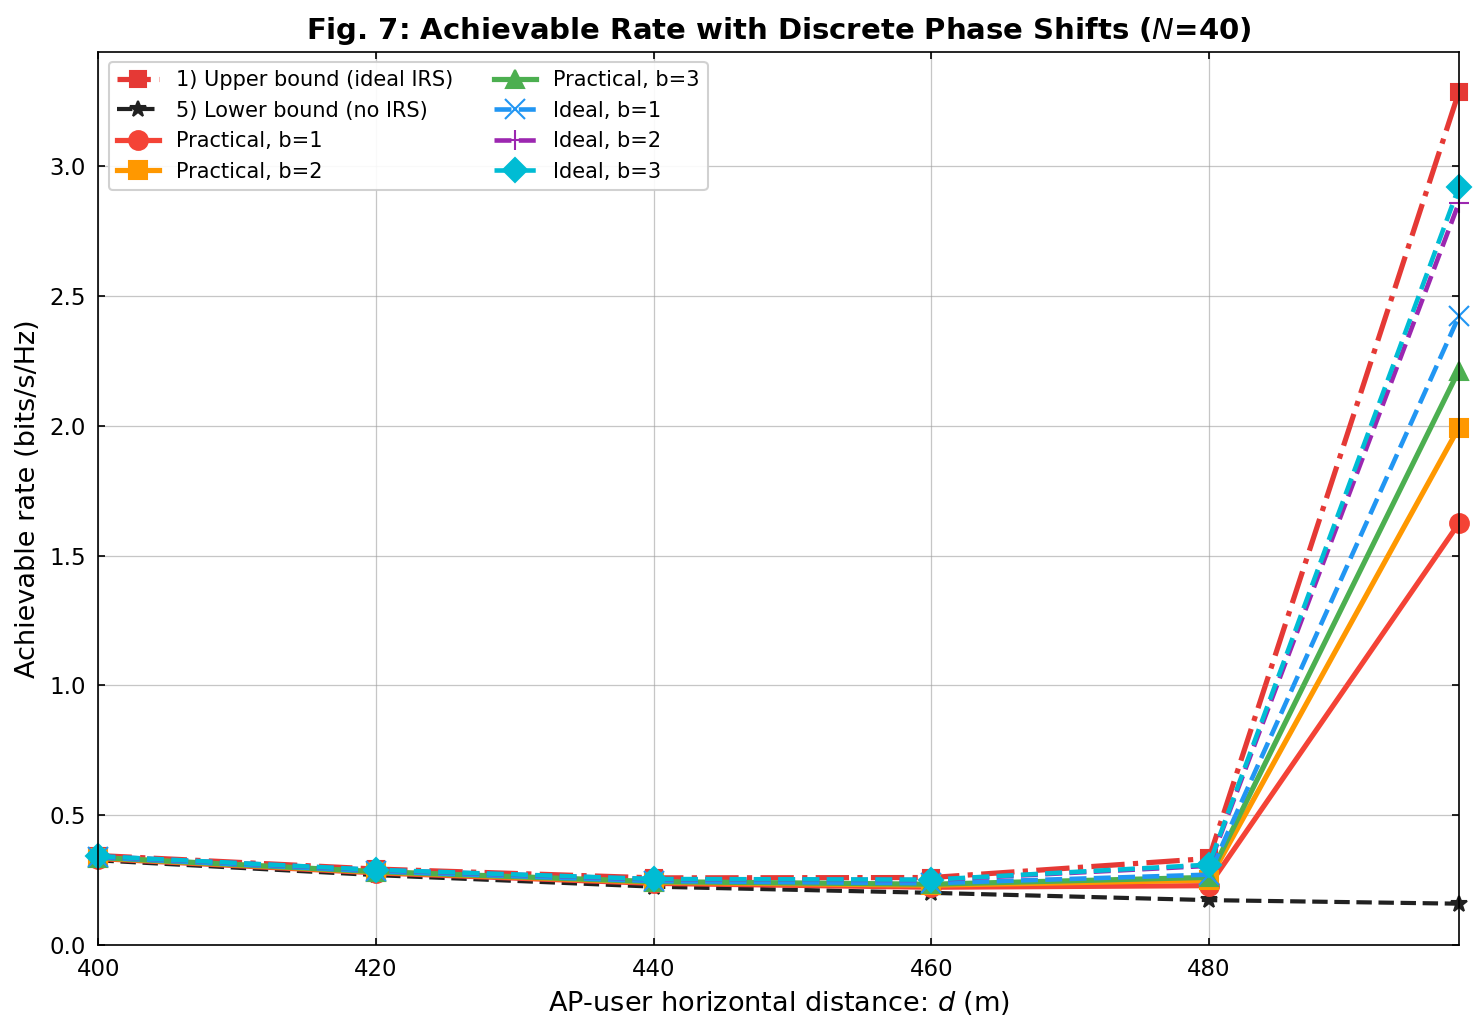 Fig. 7: Achievable Rate with Discrete Phase Shifts (N=40)
1) Upper bound (ideal IRS)
5) Lower bound (no IRS)
Practical, b=1
Practical, b=2
Practical, b=3
Ideal, b=1
Ideal, b=2
Ideal, b=3
Achievable rate (bits/s/Hz)
3.0
2.5
2.0
1.5
1.0
0.5
0.0
400 420 440 460 480
AP-user horizontal distance: d (m)